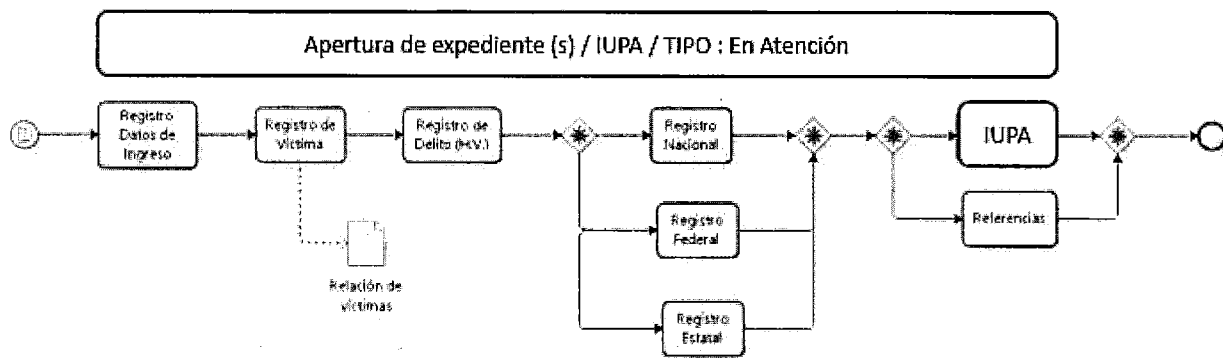 Apertura de expediente (s) / IUPA / TIPO : En Atención
Registro
Datos de
Ingreso
Registro de
Víctima
Registro de
Delito (H.V.)
Registro
Nacional
IUPA
Registro
Federal
Referencias
Relación de
víctimas
Registro
Estatal